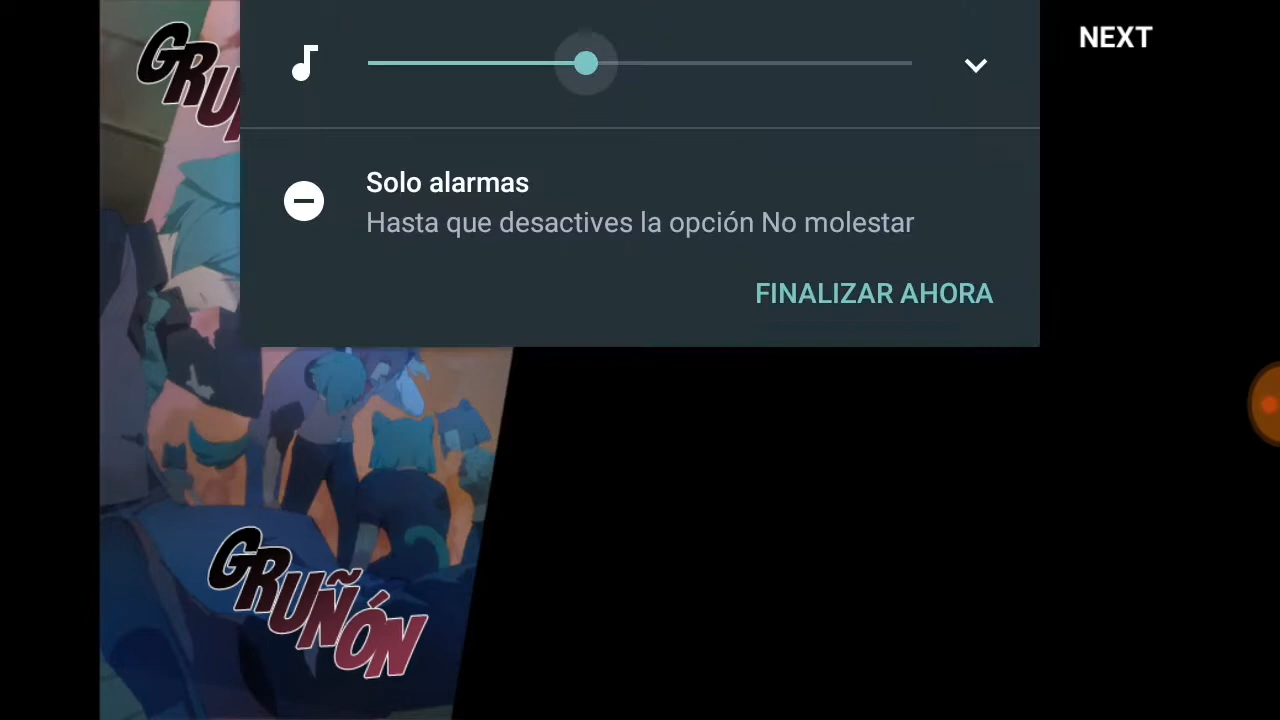 NEXT
Solo alarmas
Hasta que desactives la opción No molestar
FINALIZAR AHORA
GRUÑÓN